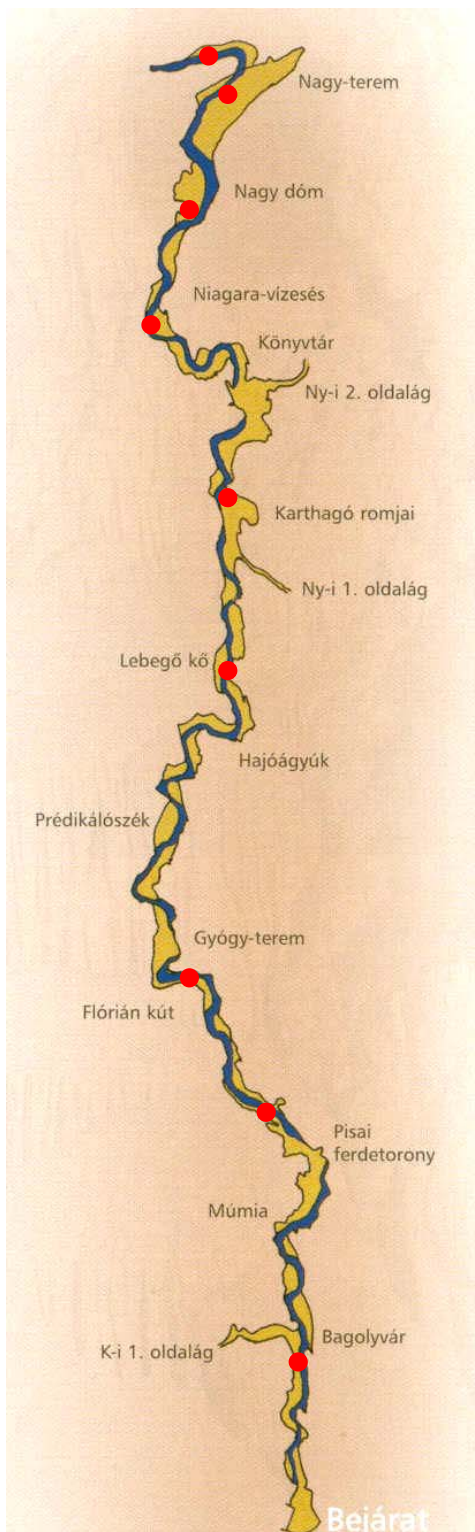 Nagy-terem
Nagy dóm
Niagara-vízesés
Könyvtár
Ny-i 2. oldalág
Karthagó romjai
Ny-i 1. oldalág
Lebegő kő
Hajóágyúk
Prédikálószék
Gyógy-terem
Flórián kút
Pisai
ferdetorony
Múmia
Bagolyvár
K-i 1. oldalág
Bejárat